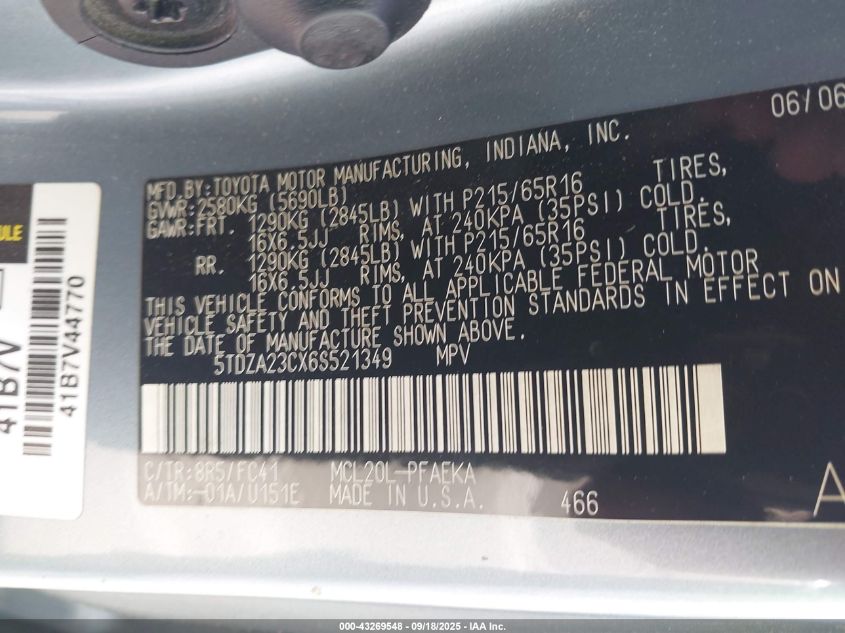 06/06
MFD. BY:TOYOTA MOTOR MANUFACTURING, INDIANA, INC.
GVWR:2580KG (5690LB)
GAWR:FRT. 1290KG (2845LB) WITH P215/65R16 TIRES,
16X6.5JJ RIMS, AT 240KPA (35PSI) COLD.
RR. 1290KG (2845LB) WITH P215/65R16 TIRES,
16X6.5JJ RIMS, AT 240KPA (35PSI) COLD.
THIS VEHICLE CONFORMS TO ALL APPLICABLE FEDERAL MOTOR
VEHICLE SAFETY AND THEFT PREVENTION STANDARDS IN EFFECT ON
THE DATE OF MANUFACTURE SHOWN ABOVE.
5TDZA23CX6S521349 MPV
C/TR:8R5/FC41 MCL20L-PFAEKA
A/TM:-01A/U151E MADE IN U.S.A. 466
A
41B7V
41B7V44770
000-43269548 - 09/18/2025 - IAA Inc.